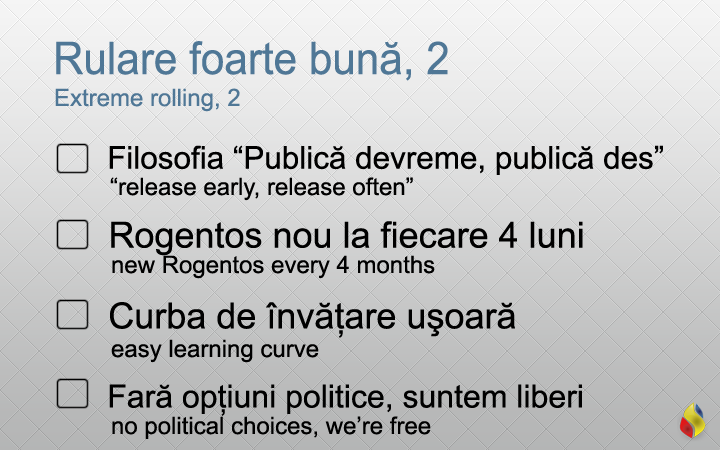 Rulare foarte bună, 2
Extreme rolling, 2
Filosofia “Publică devreme, publică des”
“release early, release often”
Rogentos nou la fiecare 4 luni
new Rogentos every 4 months
Curba de învățare uşoară
easy learning curve
Fară opțiuni politice, suntem liberi
no political choices, we’re free